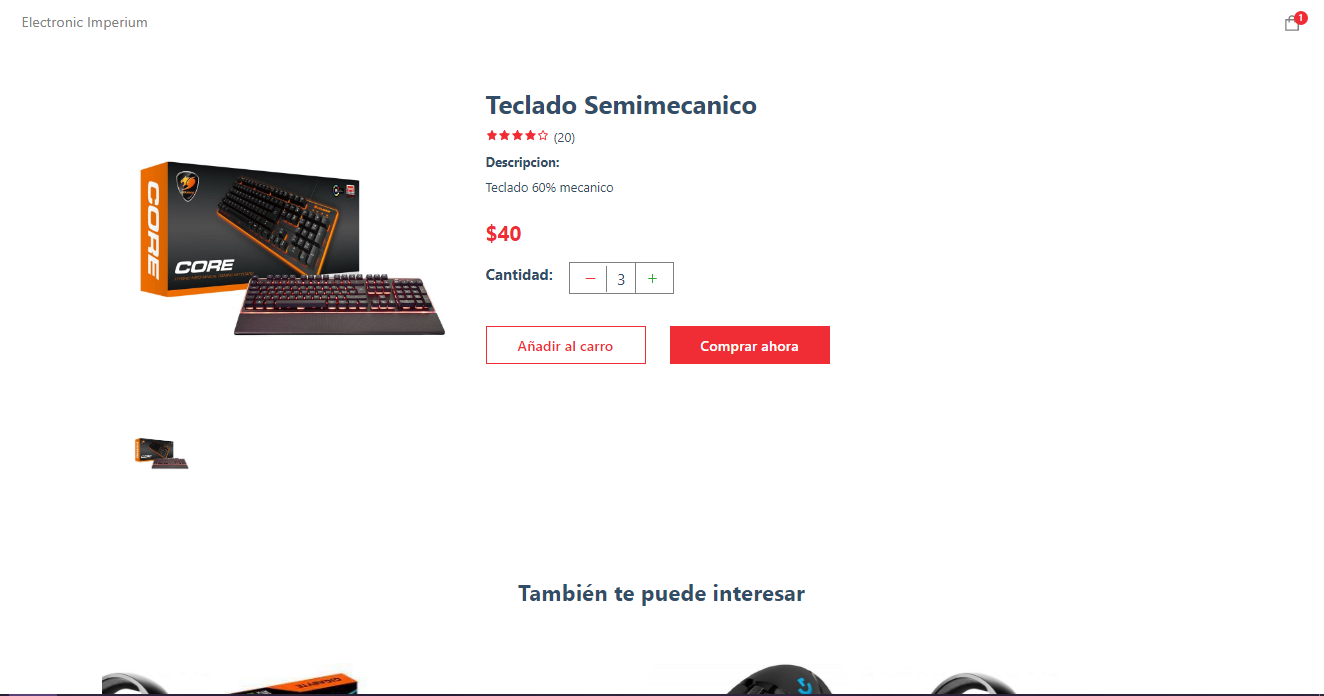 Electronic Imperium
1
Teclado Semimecanico
(20)
Descripcion:
Teclado 60% mecanico
$40
Cantidad:
− 3 +
Añadir al carro
Comprar ahora
CORE
CORE
También te puede interesar
GIGABYTE